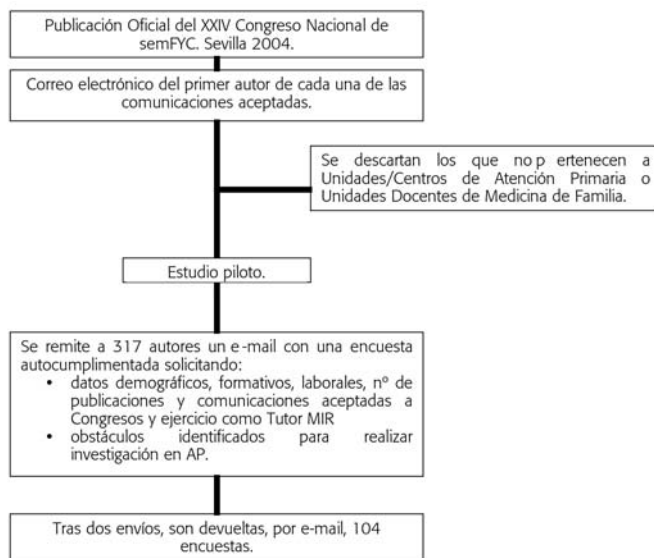 Publicación Oficial del XXIV Congreso Nacional de
semFYC. Sevilla 2004.
Correo electrónico del primer autor de cada una de las
comunicaciones aceptadas.
Se descartan los que no p ertenecen a
Unidades/Centros de Atención Primaria o
Unidades Docentes de Medicina de Familia.
Estudio piloto.
Se remite a 317 autores un e-mail con una encuesta
autocumplimentada solicitando:
• datos demográficos, formativos, laborales, nº de
publicaciones y comunicaciones aceptadas a
Congresos y ejercicio como Tutor MIR
• obstáculos identificados para realizar
investigación en AP.
Tras dos envíos, son devueltas, por e-mail, 104
encuestas.